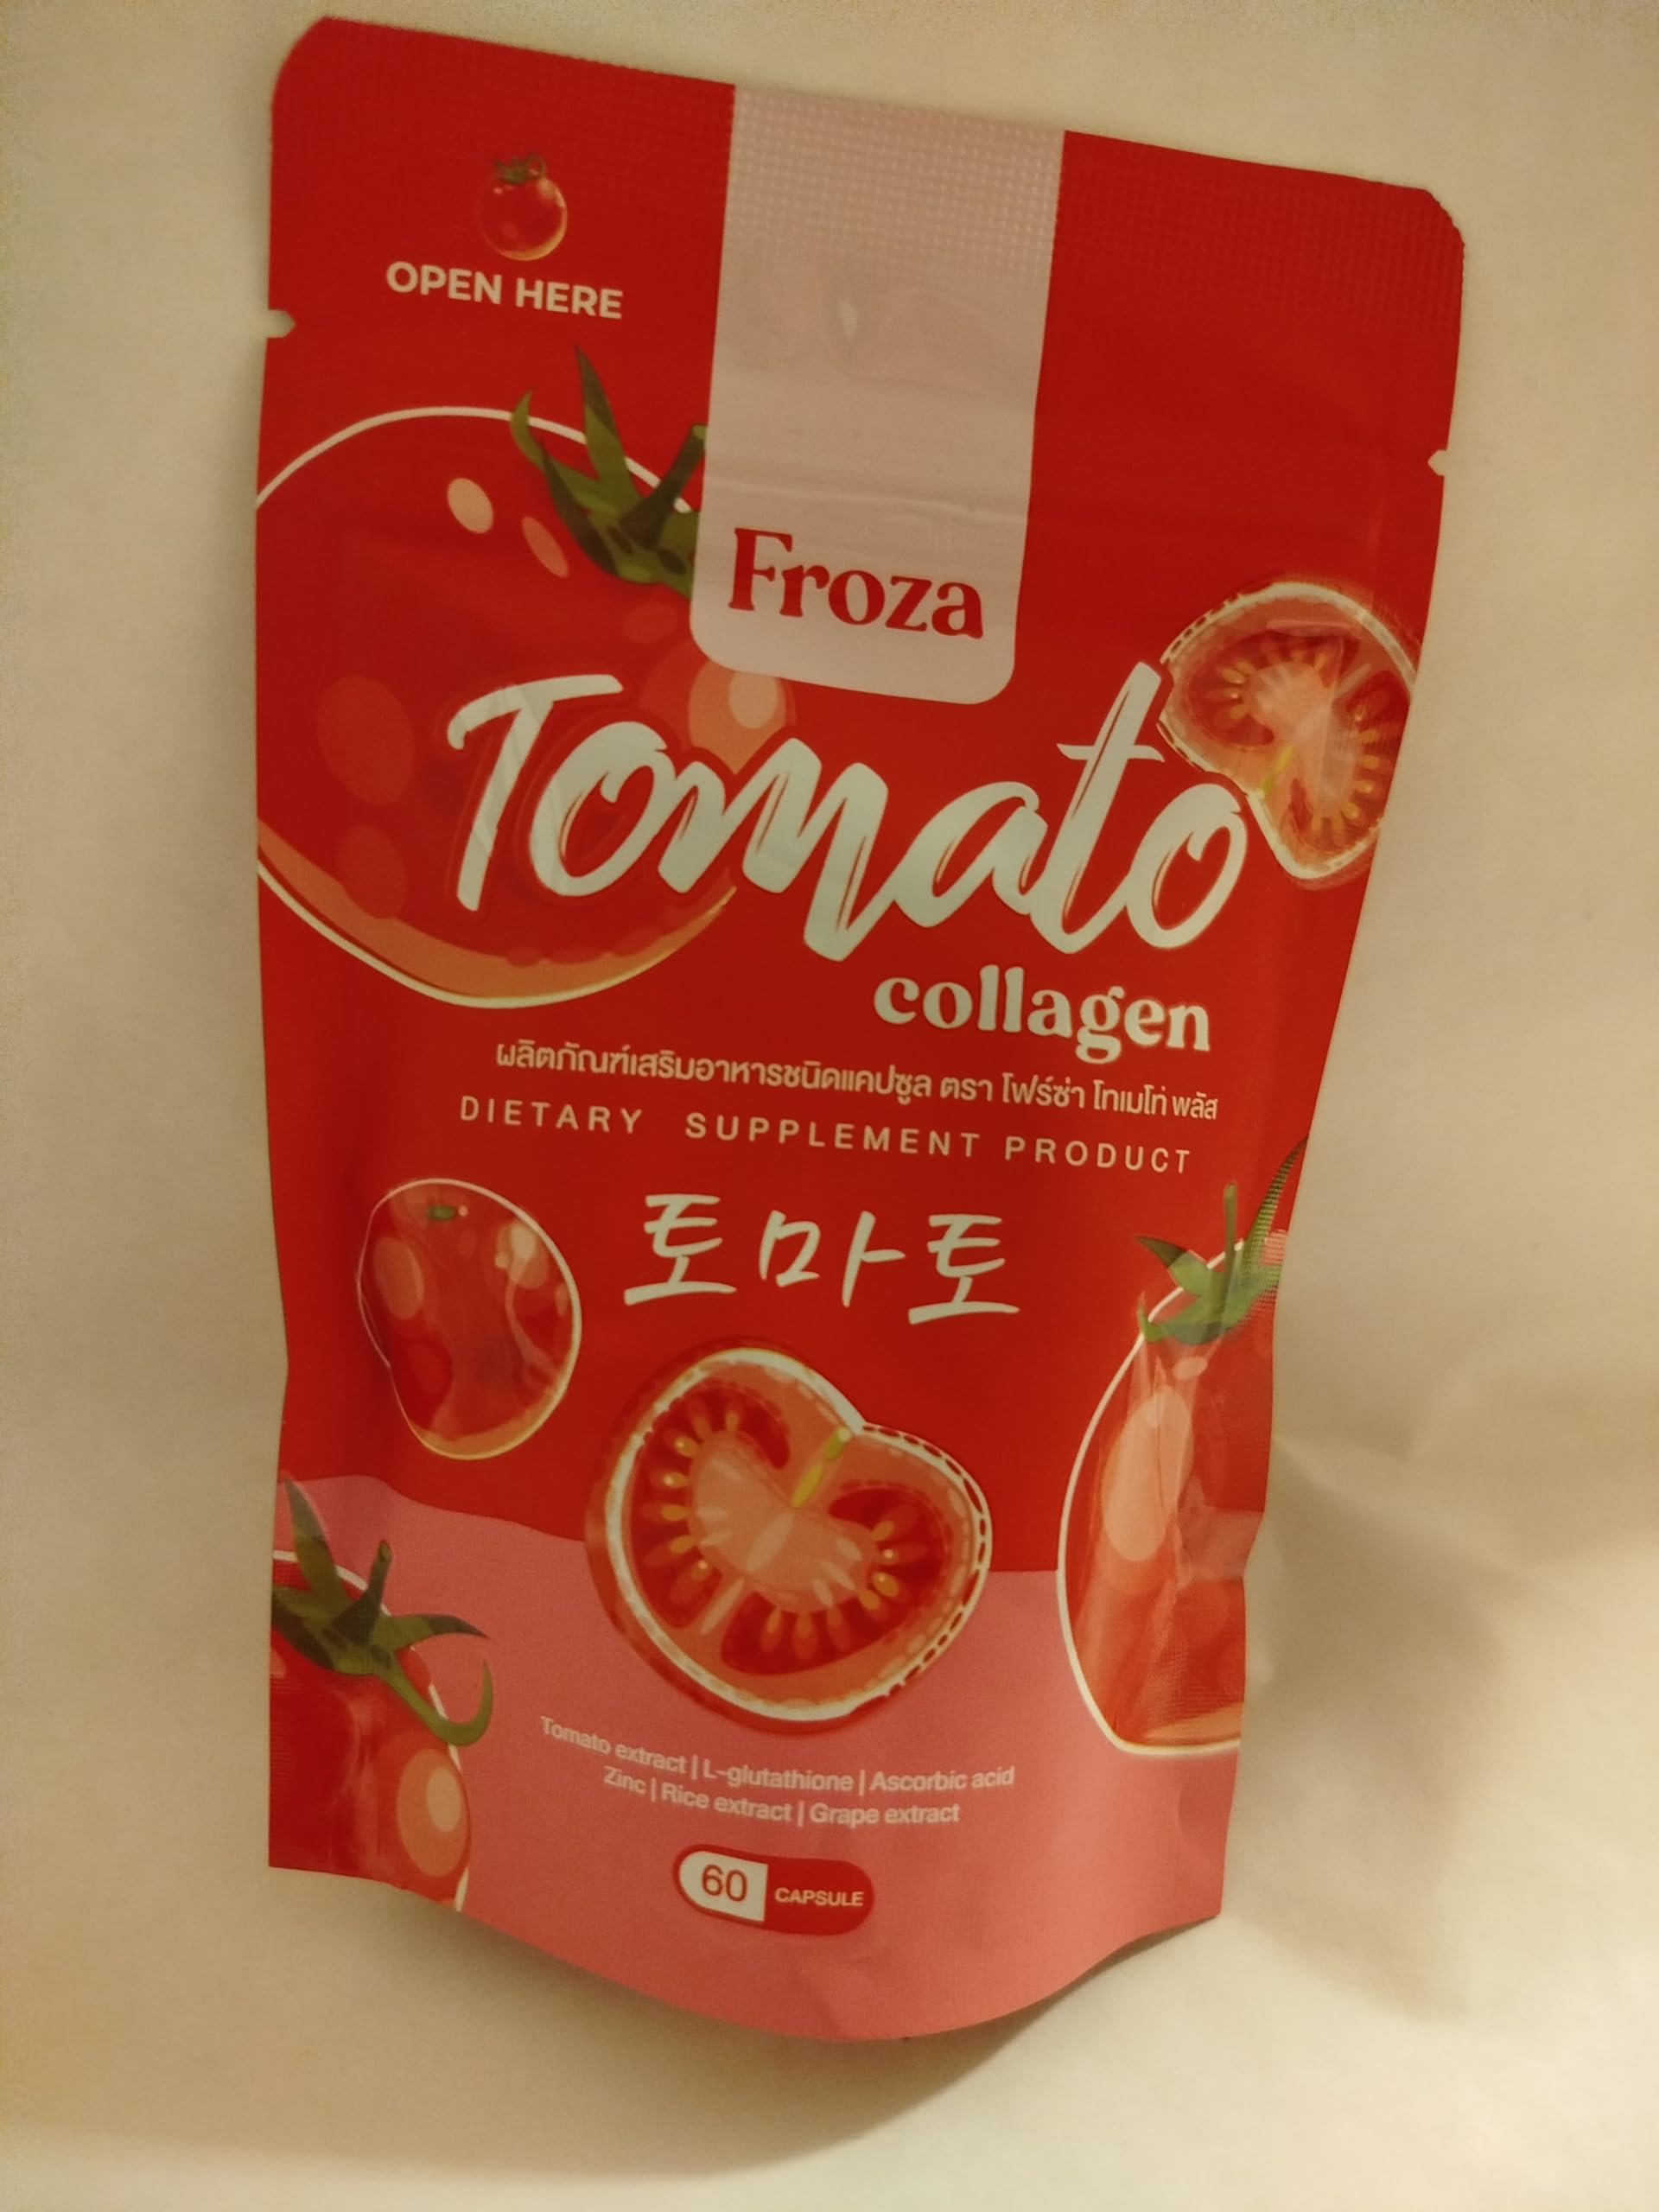 OPEN HERE
Froza
Tomato
collagen
ผลิตภัณฑ์เสริมอาหารชนิดแคปซูล ตรา โฟร์ซ่า โทเมโท่ พลัส
DIETARY SUPPLEMENT PRODUCT
토마토
Tomato extract | L-glutathione | Ascorbic acid
Zinc | Rice extract | Grape extract
60 CAPSULE